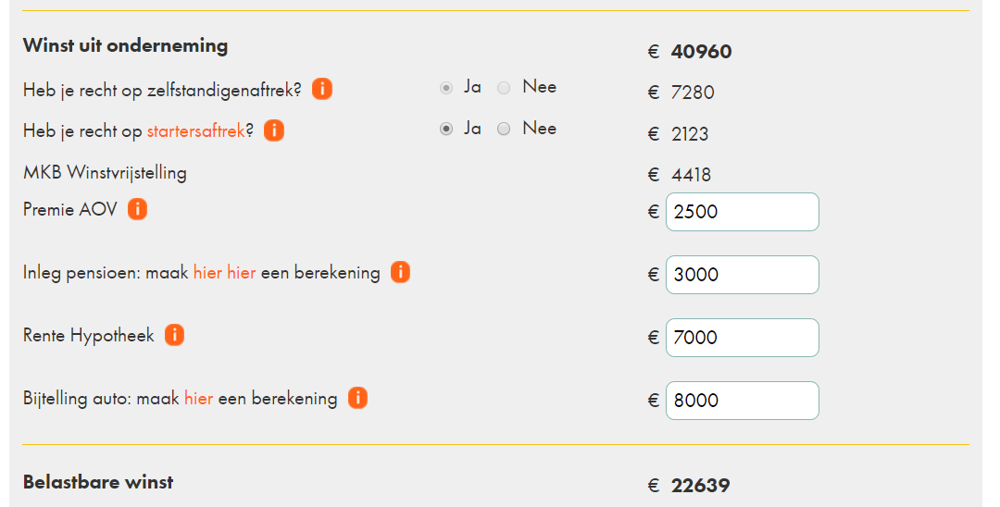 Winst uit onderneming € 40960
Heb je recht op zelfstandigenaftrek? i Ja Nee € 7280
Heb je recht op startersaftrek? i Ja Nee € 2123
MKB Winstvrijstelling € 4418
Premie AOV i € 2500
Inleg pensioen: maak hier hier een berekening i € 3000
Rente Hypotheek i € 7000
Bijtelling auto: maak hier een berekening i € 8000
Belastbare winst € 22639